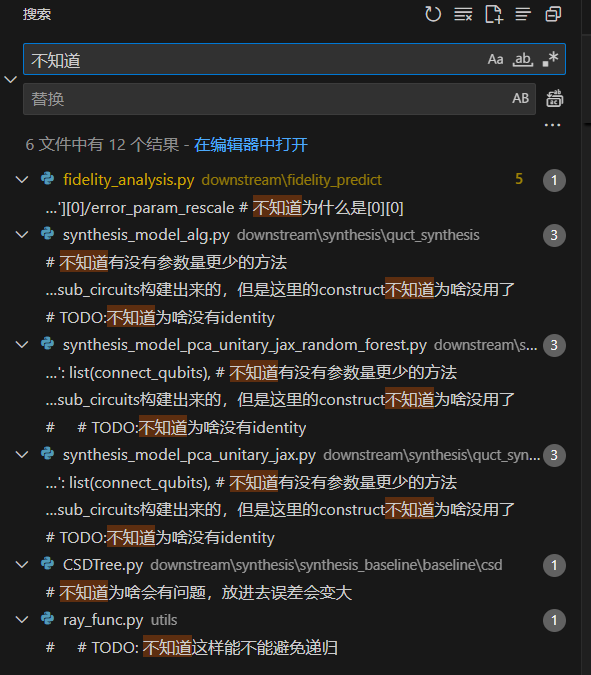 搜索
不知道 Aa ab .*
替换 AB
...
6 文件中有 12 个结果 - 在编辑器中打开
fidelity_analysis.py downstream\fidelity_predict 5 1
...'][0]/error_param_rescale # 不知道为什么是[0][0]
synthesis_model_alg.py downstream\synthesis\quct_synthesis 3
# 不知道有没有参数量更少的方法
...sub_circuits构建出来的，但是这里的construct不知道为啥没用了
# TODO:不知道为啥没有identity
synthesis_model_pca_unitary_jax_random_forest.py downstream\s... 3
...': list(connect_qubits), # 不知道有没有参数量更少的方法
...sub_circuits构建出来的，但是这里的construct不知道为啥没用了
#     # TODO:不知道为啥没有identity
synthesis_model_pca_unitary_jax.py downstream\synthesis\quct_syn... 3
...': list(connect_qubits), # 不知道有没有参数量更少的方法
...sub_circuits构建出来的，但是这里的construct不知道为啥没用了
# TODO:不知道为啥没有identity
CSDTree.py downstream\synthesis\synthesis_baseline\baseline\csd 1
# 不知道为啥会有问题，放进去误差会变大
ray_func.py utils 1
#     # TODO: 不知道这样能不能避免递归